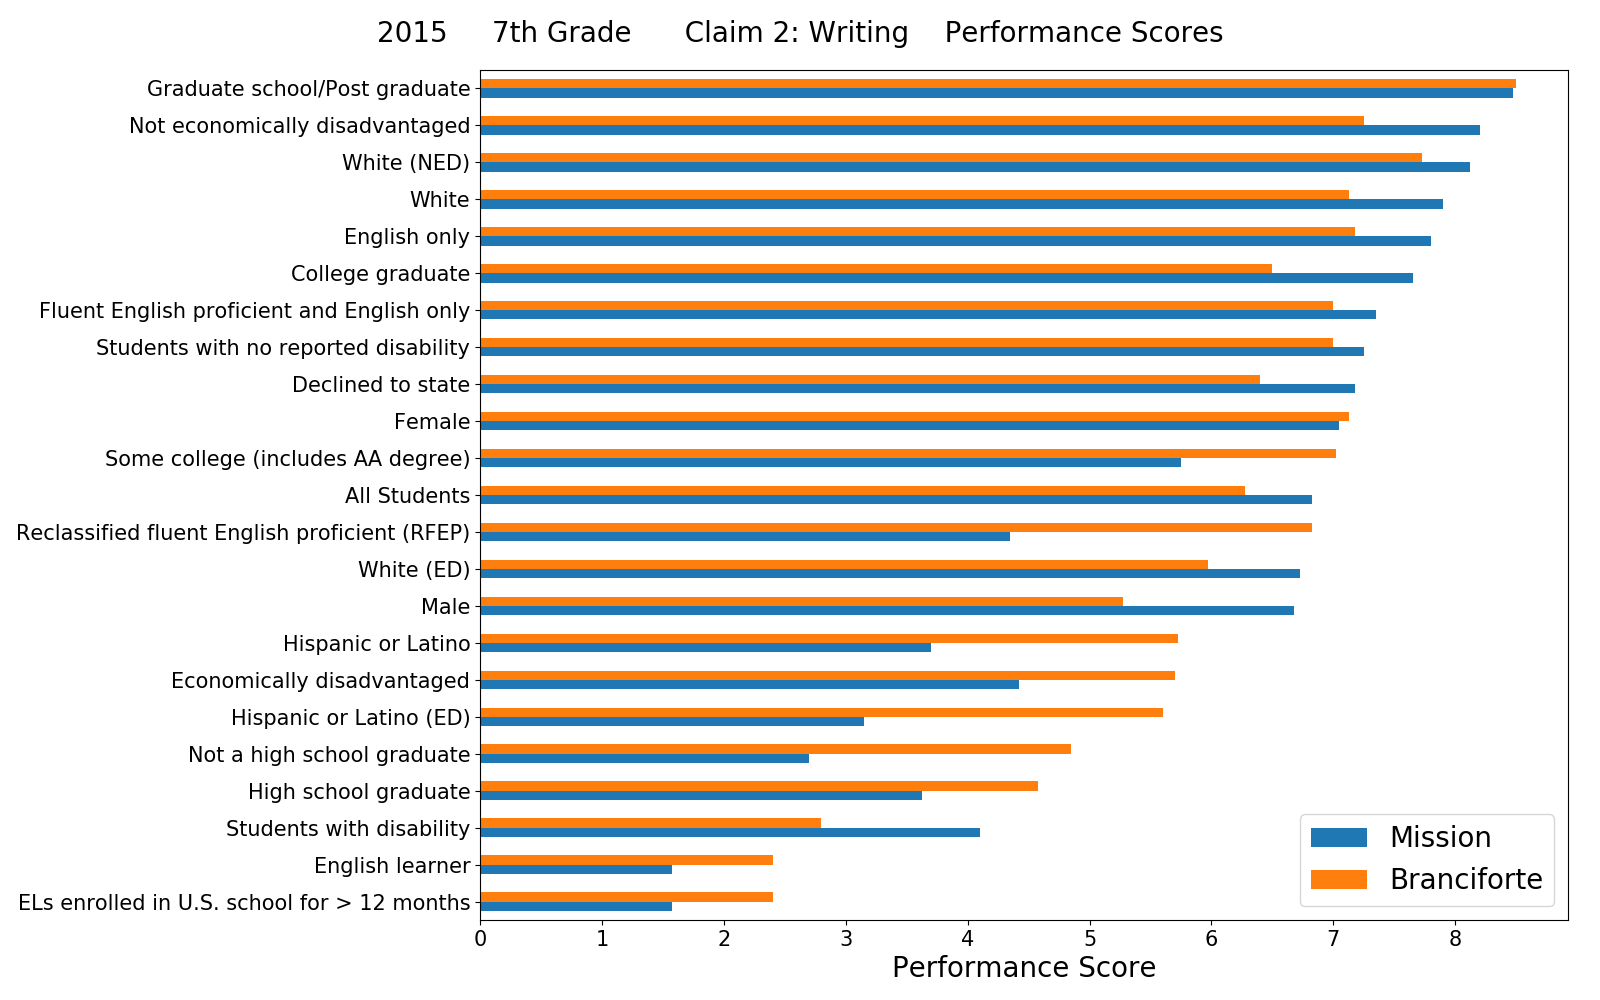 2015 7th Grade Claim 2: Writing Performance Scores
Graduate school/Post graduate
Not economically disadvantaged
White (NED)
White
English only
College graduate
Fluent English proficient and English only
Students with no reported disability
Declined to state
Female
Some college (includes AA degree)
All Students
Reclassified fluent English proficient (RFEP)
White (ED)
Male
Hispanic or Latino
Economically disadvantaged
Hispanic or Latino (ED)
Not a high school graduate
High school graduate
Students with disability
English learner
ELs enrolled in U.S. school for > 12 months
Mission
Branciforte
0 1 2 3 4 5 6 7 8
Performance Score